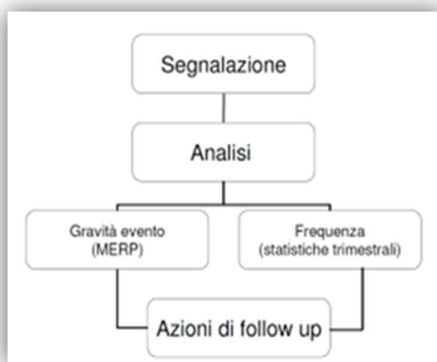 Segnalazione
Analisi
Gravità evento
(MERP)
Frequenza
(statistiche trimestrali)
Azioni di follow up